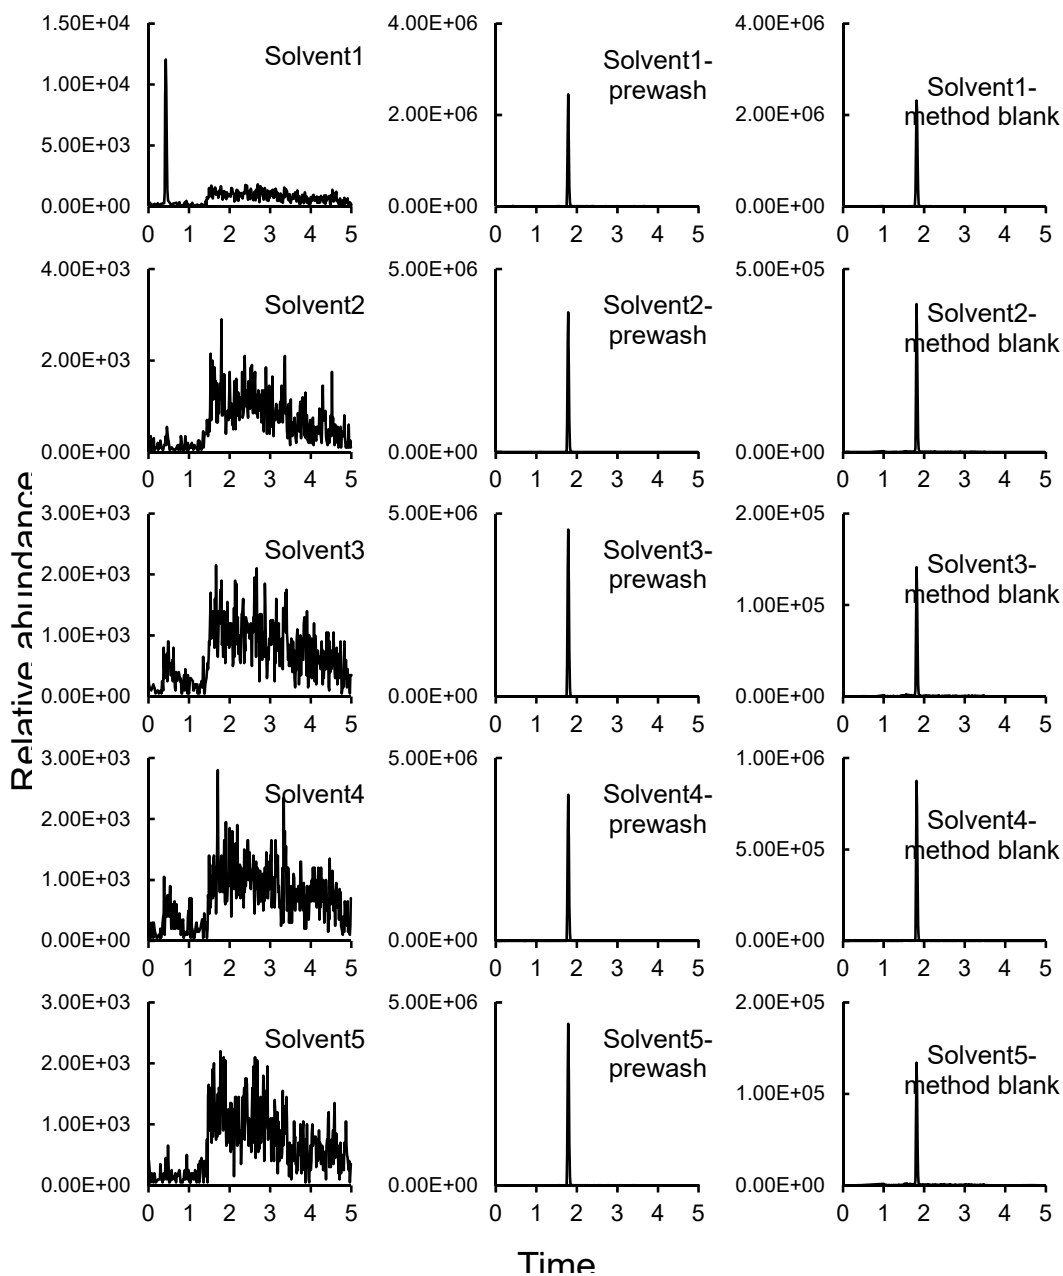 1.50E+04
1.00E+04
5.00E+03
0.00E+00
0 1 2 3 4 5
Solvent1
4.00E+06
2.00E+06
0.00E+00
0 1 2 3 4 5
Solvent1-
prewash
4.00E+06
2.00E+06
0.00E+00
0 1 2 3 4 5
Solvent1-
method blank
4.00E+03
2.00E+03
0.00E+00
0 1 2 3 4 5
Solvent2
5.00E+06
0.00E+00
0 1 2 3 4 5
Solvent2-
prewash
5.00E+05
0.00E+00
0 1 2 3 4 5
Solvent2-
method blank
Relative abundance
3.00E+03
2.00E+03
1.00E+03
0.00E+00
0 1 2 3 4 5
Solvent3
5.00E+06
0.00E+00
0 1 2 3 4 5
Solvent3-
prewash
2.00E+05
1.00E+05
0.00E+00
0 1 2 3 4 5
Solvent3-
method blank
3.00E+03
2.00E+03
1.00E+03
0.00E+00
0 1 2 3 4 5
Solvent4
5.00E+06
0.00E+00
0 1 2 3 4 5
Solvent4-
prewash
1.00E+06
5.00E+05
0.00E+00
0 1 2 3 4 5
Solvent4-
method blank
3.00E+03
2.00E+03
1.00E+03
0.00E+00
0 1 2 3 4 5
Solvent5
5.00E+06
0.00E+00
0 1 2 3 4 5
Solvent5-
prewash
2.00E+05
1.00E+05
0.00E+00
0 1 2 3 4 5
Solvent5-
method blank
Time